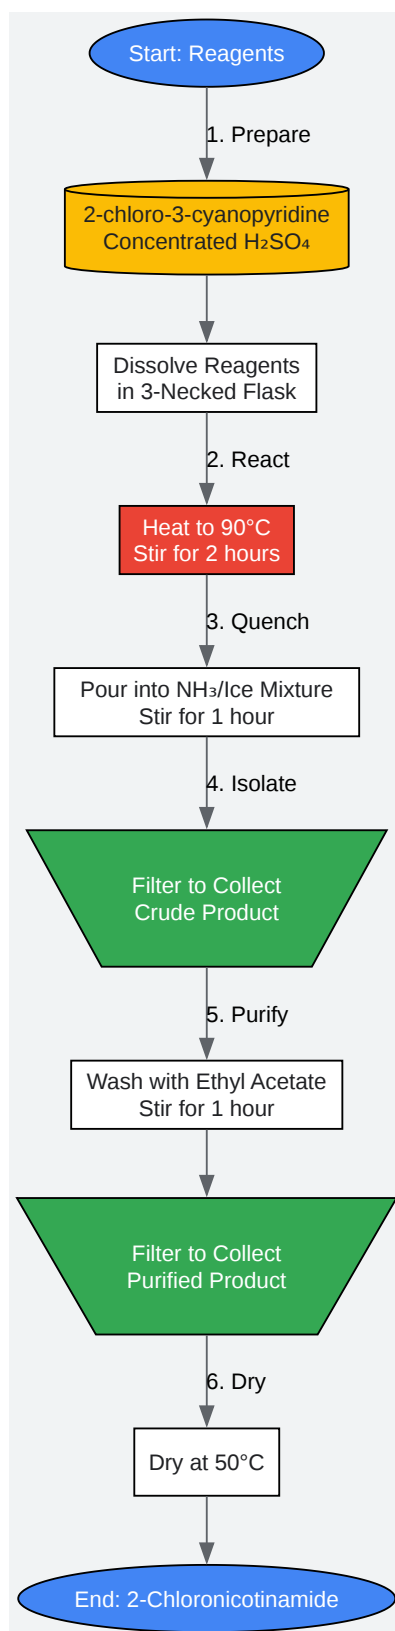 Start: Reagents
1. Prepare
2-chloro-3-cyanopyridine
Concentrated H₂SO₄
Dissolve Reagents
in 3-Necked Flask
2. React
Heat to 90°C
Stir for 2 hours
3. Quench
Pour into NH₃/Ice Mixture
Stir for 1 hour
4. Isolate
Filter to Collect
Crude Product
5. Purify
Wash with Ethyl Acetate
Stir for 1 hour
Filter to Collect
Purified Product
6. Dry
Dry at 50°C
End: 2-Chloronicotinamide